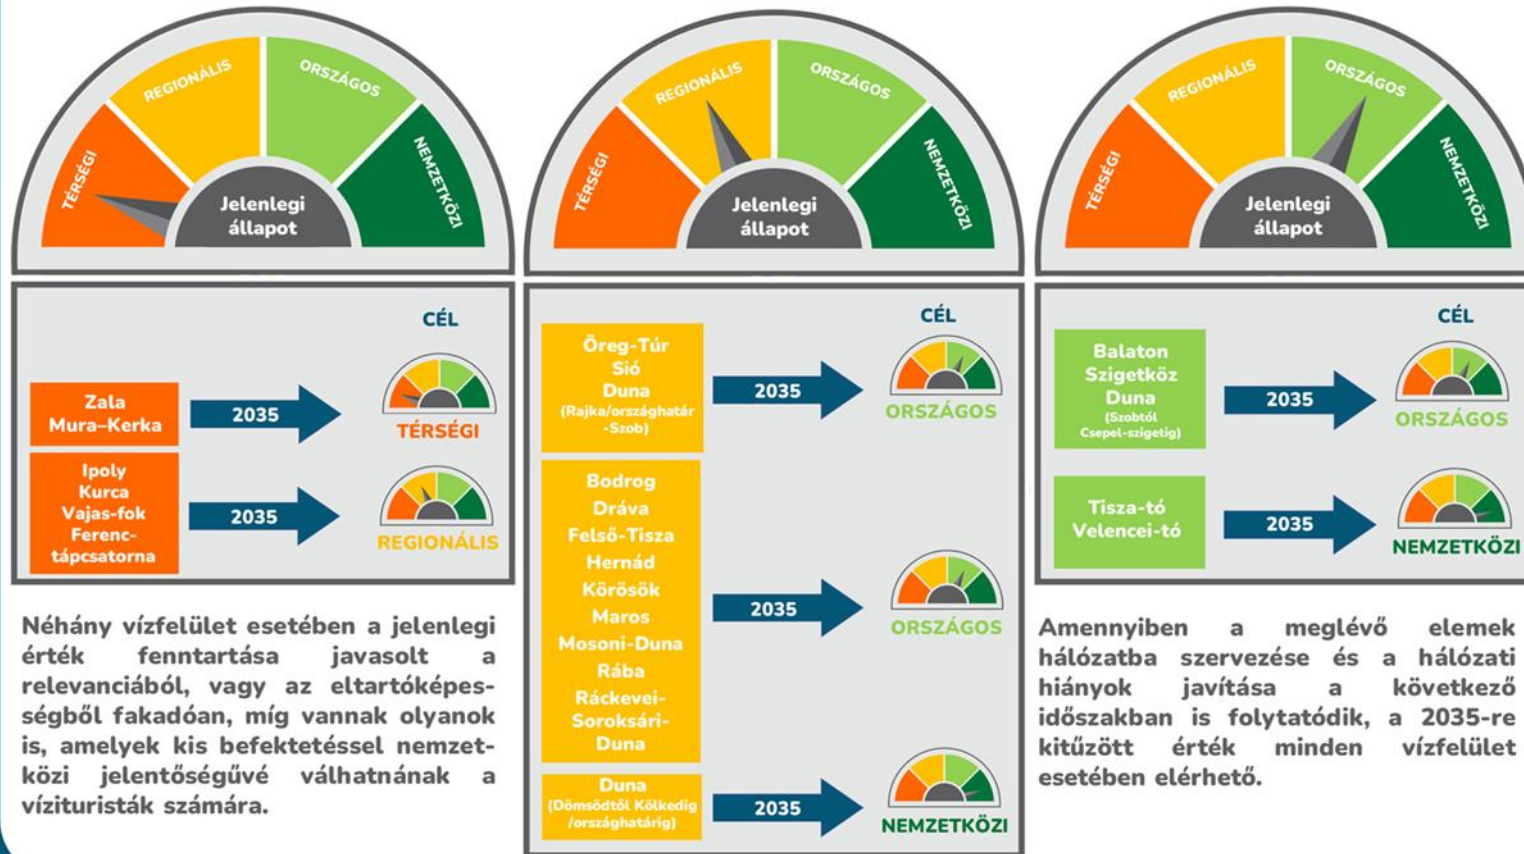 TÉRSÉGI
REGIONÁLIS
ORSZÁGOS
NEMZETKÖZI
Jelenlegi
állapot
CÉL
Zala
Mura–Kerka
2035
TÉRSÉGI
Ipoly
Kurca
Vajas-fok
Ferenc-
tápcsatorna
2035
REGIONÁLIS
Néhány vízfelület esetében a jelenlegi
érték fenntartása javasolt a
relevanciából, vagy az eltartóképes-
ségből fakadóan, míg vannak olyanok
is, amelyek kis befektetéssel nemzet-
közi jelentőségűvé válhatnának a
vízituristák számára.
TÉRSÉGI
REGIONÁLIS
ORSZÁGOS
NEMZETKÖZI
Jelenlegi
állapot
CÉL
Öreg-Túr
Sió
Duna
(Rajka/országhatár
-Szob)
2035
ORSZÁGOS
Bodrog
Dráva
Felső-Tisza
Hernád
Körösök
Maros
Mosoni-Duna
Rába
Ráckevei-
Soroksári-
Duna
2035
ORSZÁGOS
Duna
(Dömsödtől Kölkedig
/országhatárig)
2035
NEMZETKÖZI
TÉRSÉGI
REGIONÁLIS
ORSZÁGOS
NEMZETKÖZI
Jelenlegi
állapot
CÉL
Balaton
Szigetköz
Duna
(Szobtól
Csepel-szigetig)
2035
ORSZÁGOS
Tisza-tó
Velencei-tó
2035
NEMZETKÖZI
Amennyiben a meglévő elemek
hálózatba szervezése és a hálózati
hiányok javítása a következő
időszakban is folytatódik, a 2035-re
kitűzött érték minden vízfelület
esetében elérhető.